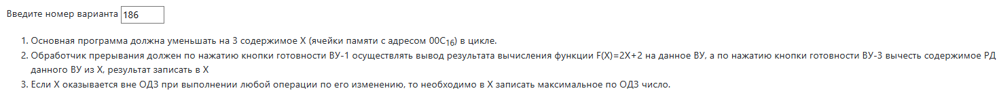 Введите номер варианта 186
1. Основная программа должна уменьшать на 3 содержимое X (ячейки памяти с адресом 00C16) в цикле.
2. Обработчик прерывания должен по нажатию кнопки готовности ВУ-1 осуществлять вывод результата вычисления функции F(X)=2X+2 на данное ВУ, а по нажатию кнопки готовности ВУ-3 вычесть содержимое РД
данного ВУ из X, результат записать в X
3. Если X оказывается вне ОДЗ при выполнении любой операции по его изменению, то необходимо в X записать максимальное по ОДЗ число.